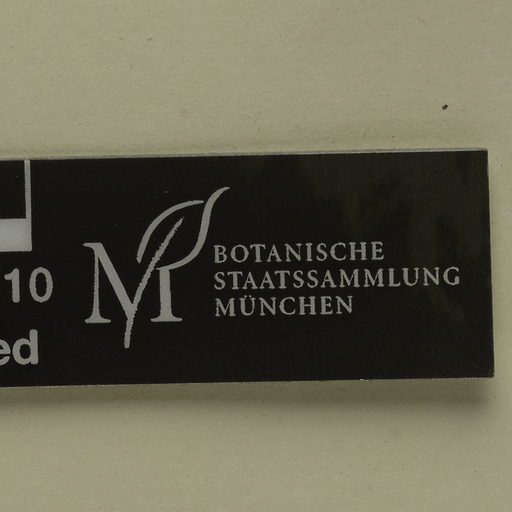 10
ed
M
BOTANISCHE
STAATSSAMMLUNG
MÜNCHEN